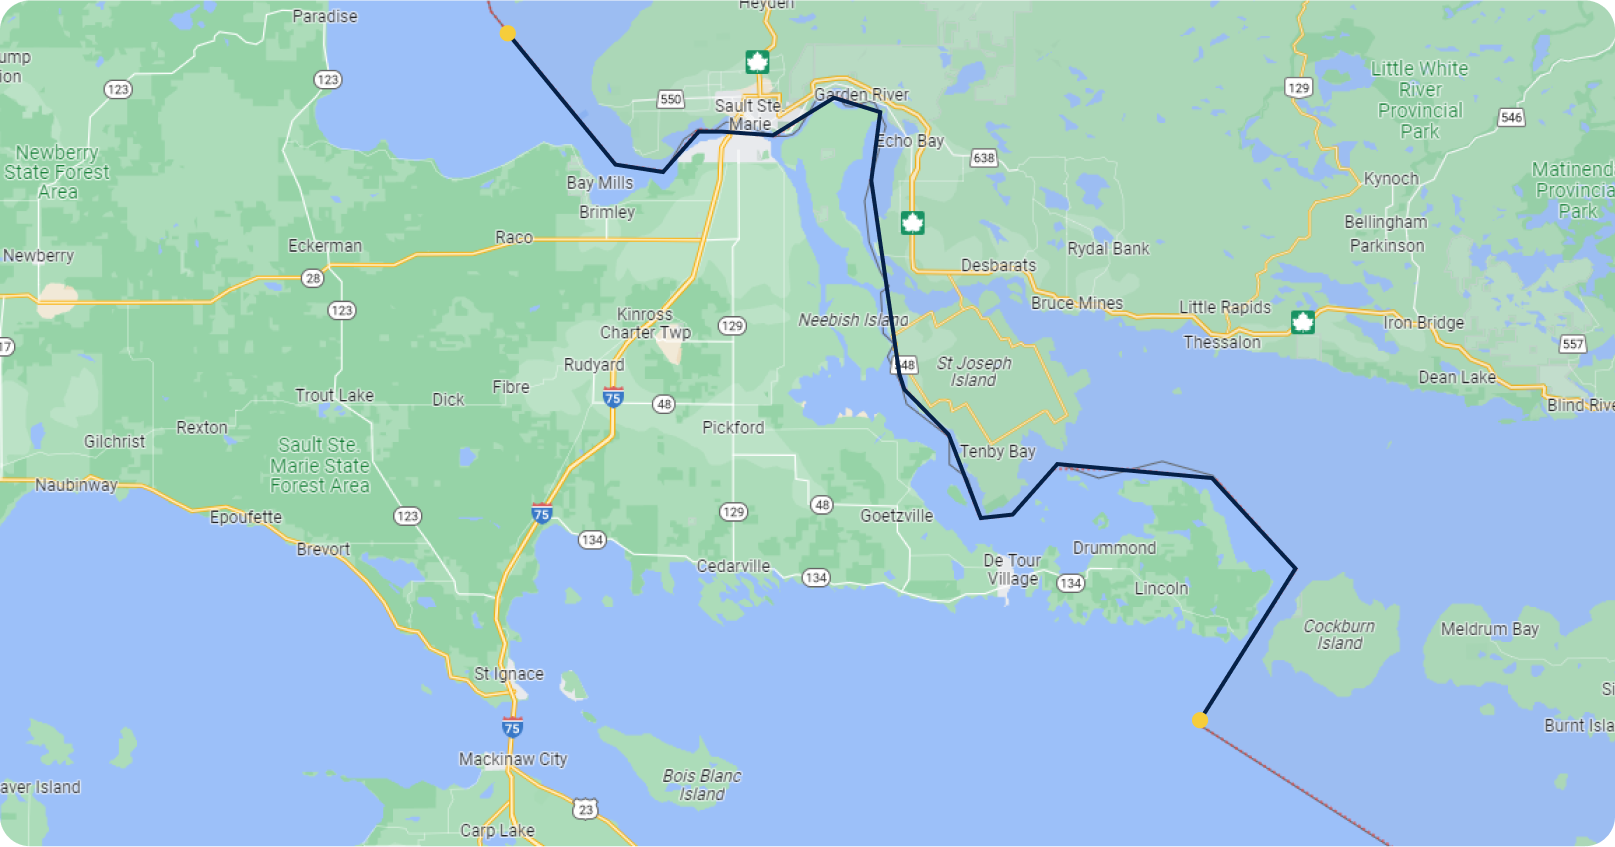 Heyden
Paradise
ump
ion
123
123
550
Sault Ste.
Marie
Garden River
Echo Bay
638
129
Little White
River
Provincial
Park
546
Newberry
State Forest
Area
Matinend
Provincia
Park
Bay Mills
Brimley
Kynoch
Bellingham
Parkinson
Newberry
Eckerman
Raco
Rydal Bank
Desbarats
28
123
Bruce Mines
Little Rapids
Thessalon
Iron Bridge
Kinross
Charter Twp
129
Neebish Island
17
557
Rudyard
548
St Joseph
Island
Dean Lake
Trout Lake
Dick
Fibre
75
48
Blind Rive
Gilchrist
Rexton
Pickford
Sault Ste.
Marie State
Forest Area
Tenby Bay
Naubinway
Epoufette
123
75
129
48
Goetzville
Brevort
134
Cedarville
134
De Tour
Village
Drummond
134
Lincoln
Cockburn
Island
Meldrum Bay
St Ignace
Si
75
Burnt Isla
Mackinaw City
Bois Blanc
Island
aver Island
23
Carp Lake